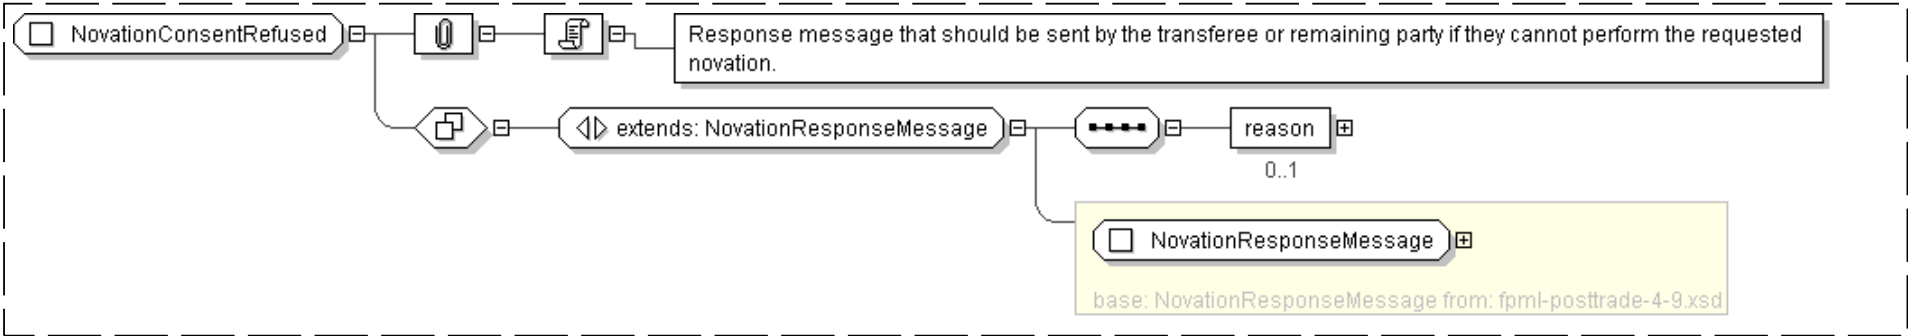 NovationConsentRefused
Response message that should be sent by the transferee or remaining party if they cannot perform the requested
novation.
extends: NovationResponseMessage
reason
0..1
NovationResponseMessage
base: NovationResponseMessage from: fpml-posttrade-4-9.xsd